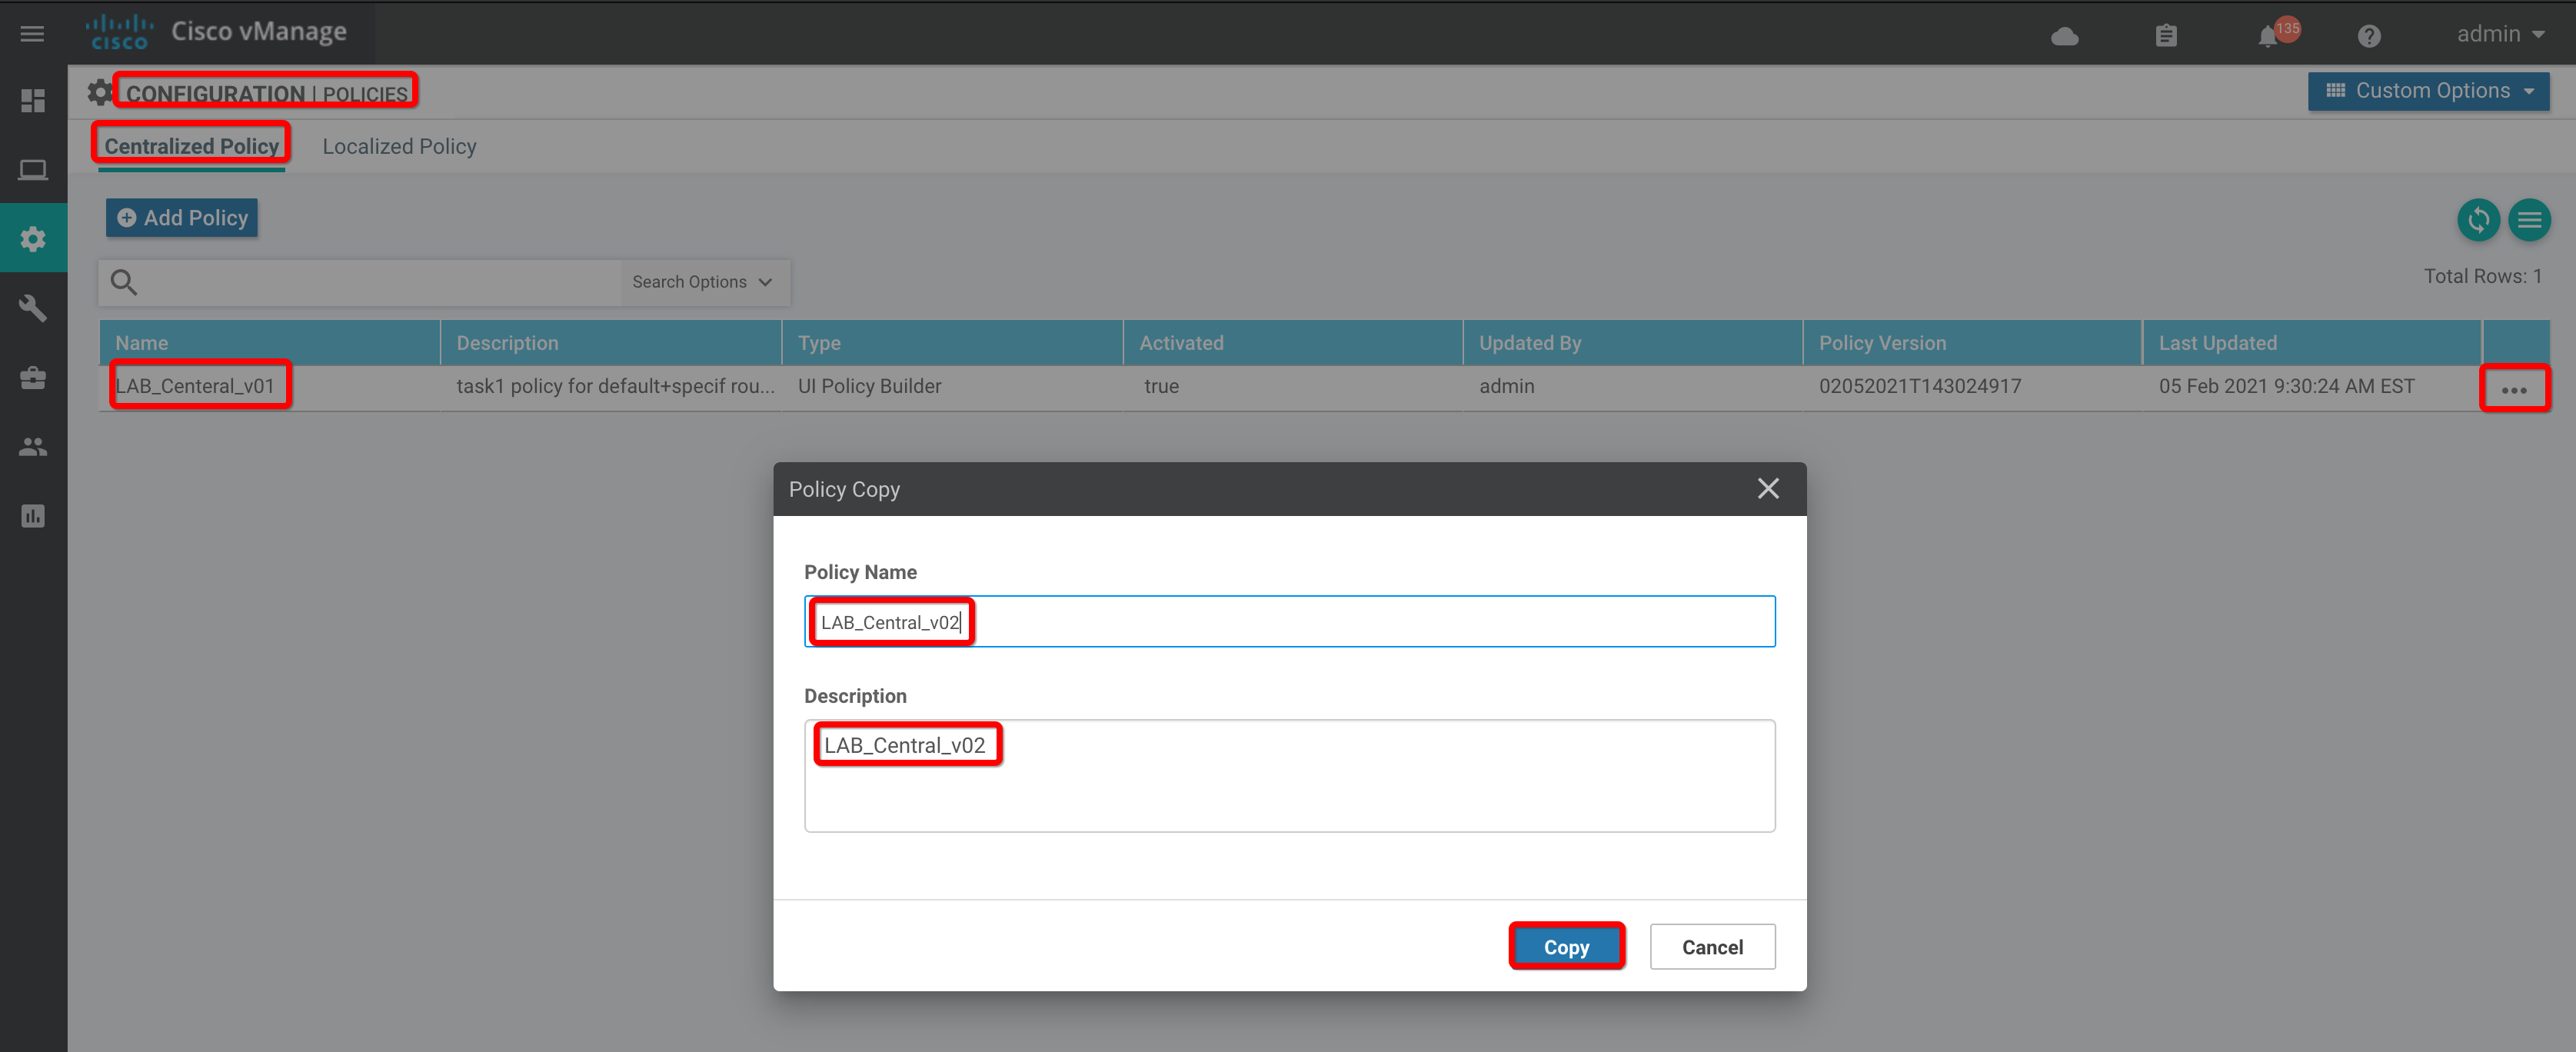 CISCO Cisco vManage 135 admin
CONFIGURATION | POLICIES Custom Options
Centralized Policy Localized Policy
Add Policy
Search Options
Total Rows: 1
Name Description Type Activated Updated By Policy Version Last Updated
LAB_Centeral_v01 task1 policy for default+specif rou... UI Policy Builder true admin 02052021T143024917 05 Feb 2021 9:30:24 AM EST
Policy Copy
Policy Name
LAB_Central_v02
Description
LAB_Central_v02
Copy Cancel